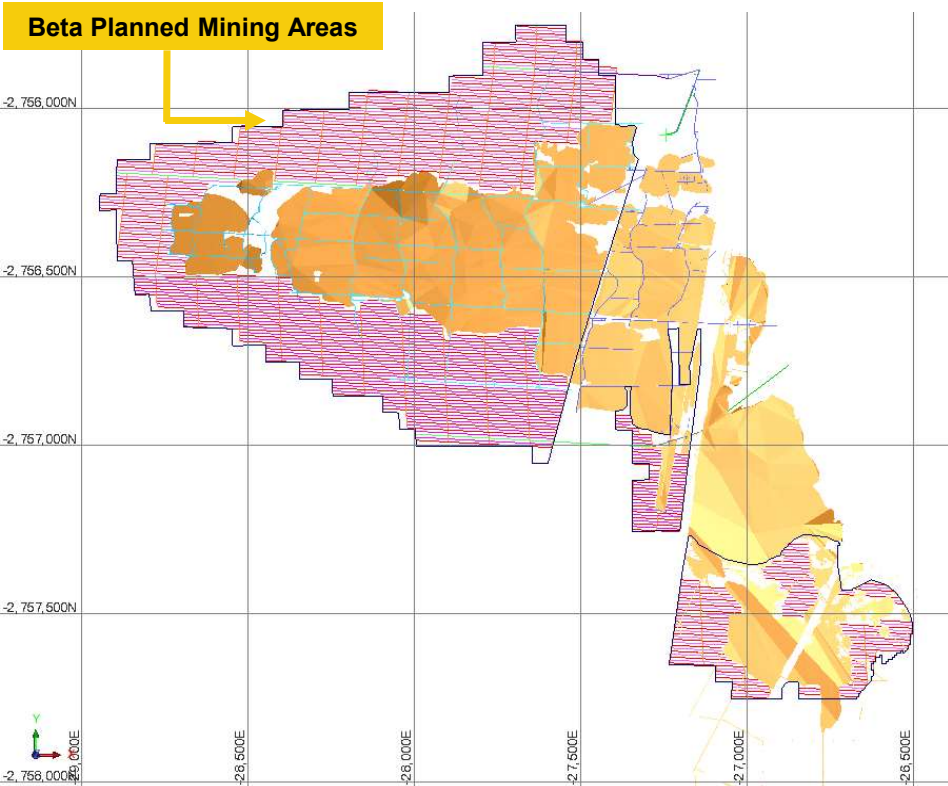 Beta Planned Mining Areas
-2,756,000N
-2,756,500N
-2,757,000N
-2,757,500N
-2,758,000N
Y
-28,500E
-28,000E
-27,500E
-27,000E
-26,500E